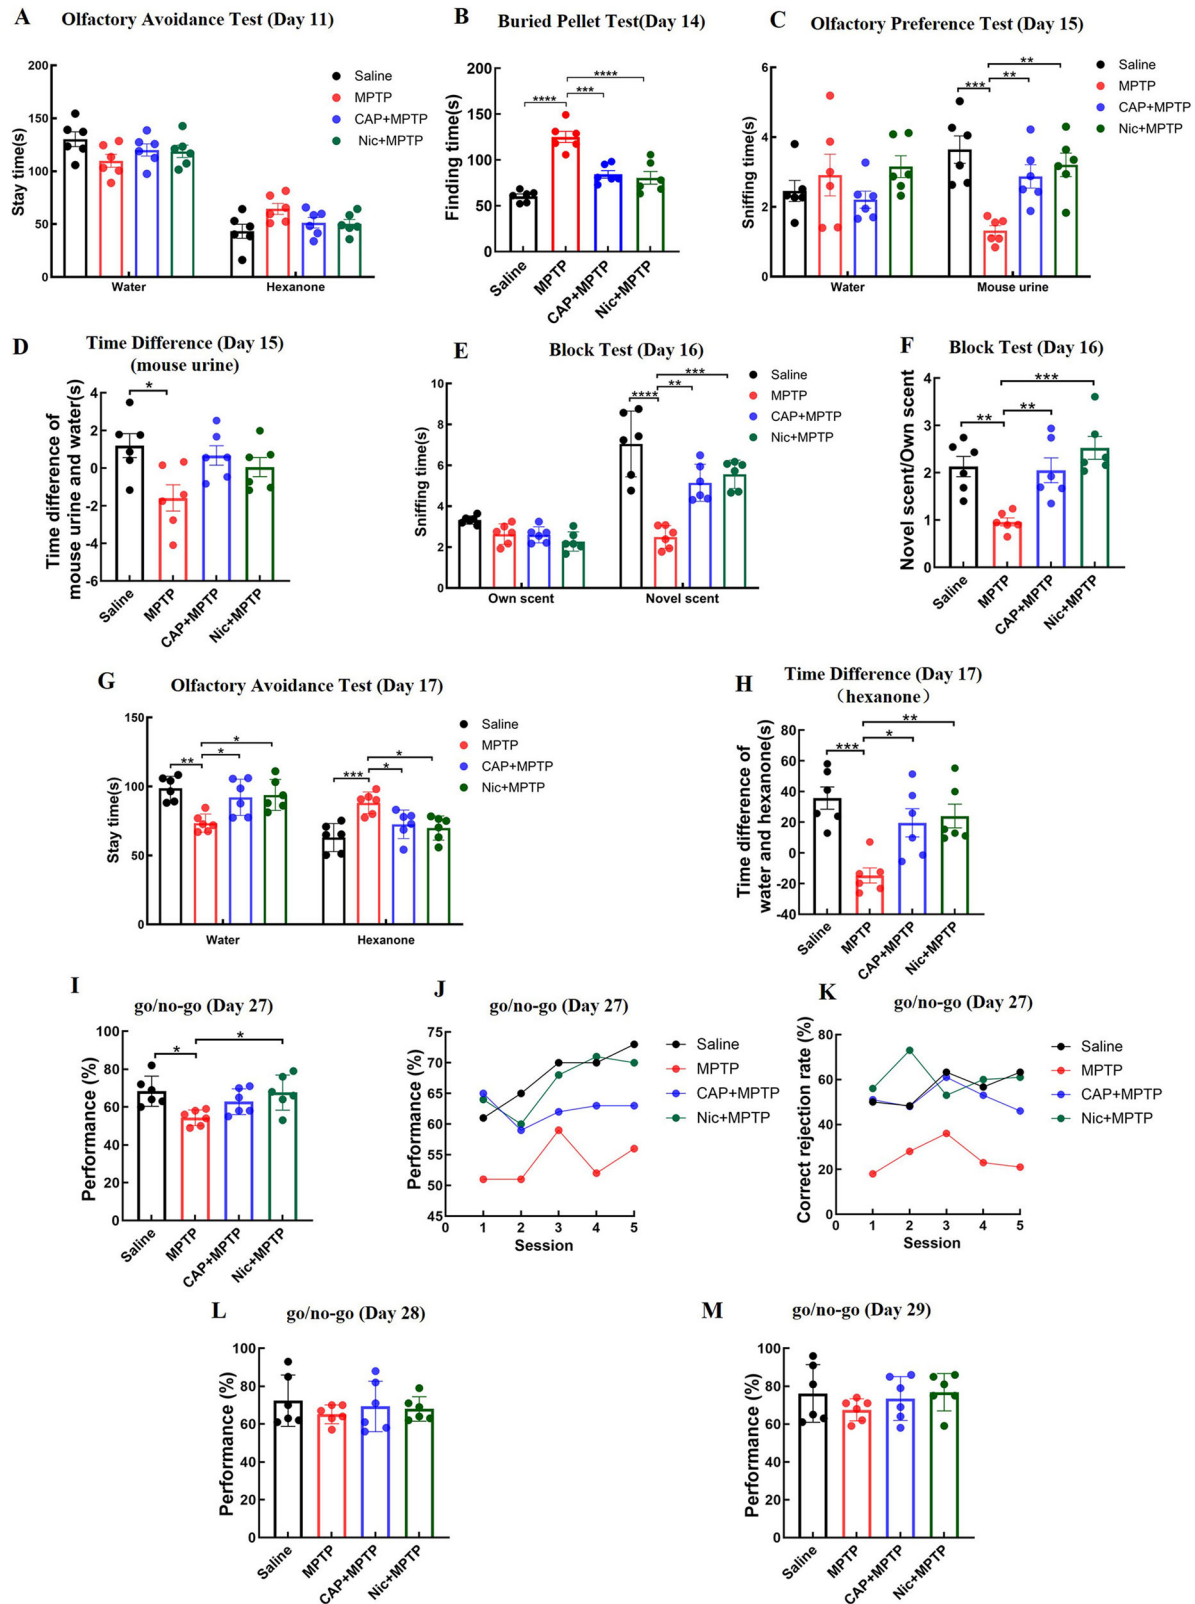 A
Olfactory Avoidance Test (Day 11)
Stay time(s)
200
150
100
50
0
Water
Hexanone
Saline
MPTP
CAP+MPTP
Nic+MPTP
B
Buried Pellet Test(Day 14)
Finding time(s)
200
150
100
50
0
****
***
****
Saline
MPTP
CAP+MPTP
Nic+MPTP
C
Olfactory Preference Test (Day 15)
Sniffing time(s)
6
4
2
0
***
**
**
Water
Mouse urine
Saline
MPTP
CAP+MPTP
Nic+MPTP
D
Time Difference (Day 15)
(mouse urine)
Time difference of
mouse urine and water(s)
4
2
0
-2
-4
-6
*
Saline
MPTP
CAP+MPTP
Nic+MPTP
E
Block Test (Day 16)
Sniffing time(s)
10
8
6
4
2
0
****
**
***
Own scent
Novel scent
Saline
MPTP
CAP+MPTP
Nic+MPTP
F
Block Test (Day 16)
Novel scent/Own scent
4
3
2
1
0
**
**
***
Saline
MPTP
CAP+MPTP
Nic+MPTP
G
Olfactory Avoidance Test (Day 17)
Stay time(s)
150
100
50
0
**
*
*
***
*
*
Water
Hexanone
Saline
MPTP
CAP+MPTP
Nic+MPTP
H
Time Difference (Day 17)
(hexanone）
Time difference of
water and hexanone(s)
80
60
40
20
0
-20
-40
***
*
**
Saline
MPTP
CAP+MPTP
Nic+MPTP
I
go/no-go (Day 27)
Performance (%)
100
80
60
40
20
0
*
*
Saline
MPTP
CAP+MPTP
Nic+MPTP
J
go/no-go (Day 27)
Performance (%)
75
70
65
60
55
50
45
0 1 2 3 4 5
Session
Saline
MPTP
CAP+MPTP
Nic+MPTP
K
go/no-go (Day 27)
Correct rejection rate (%)
80
60
40
20
0
0 1 2 3 4 5
Session
Saline
MPTP
CAP+MPTP
Nic+MPTP
L
go/no-go (Day 28)
Performance (%)
100
80
60
40
20
0
Saline
MPTP
CAP+MPTP
Nic+MPTP
M
go/no-go (Day 29)
Performance (%)
100
80
60
40
20
0
Saline
MPTP
CAP+MPTP
Nic+MPTP